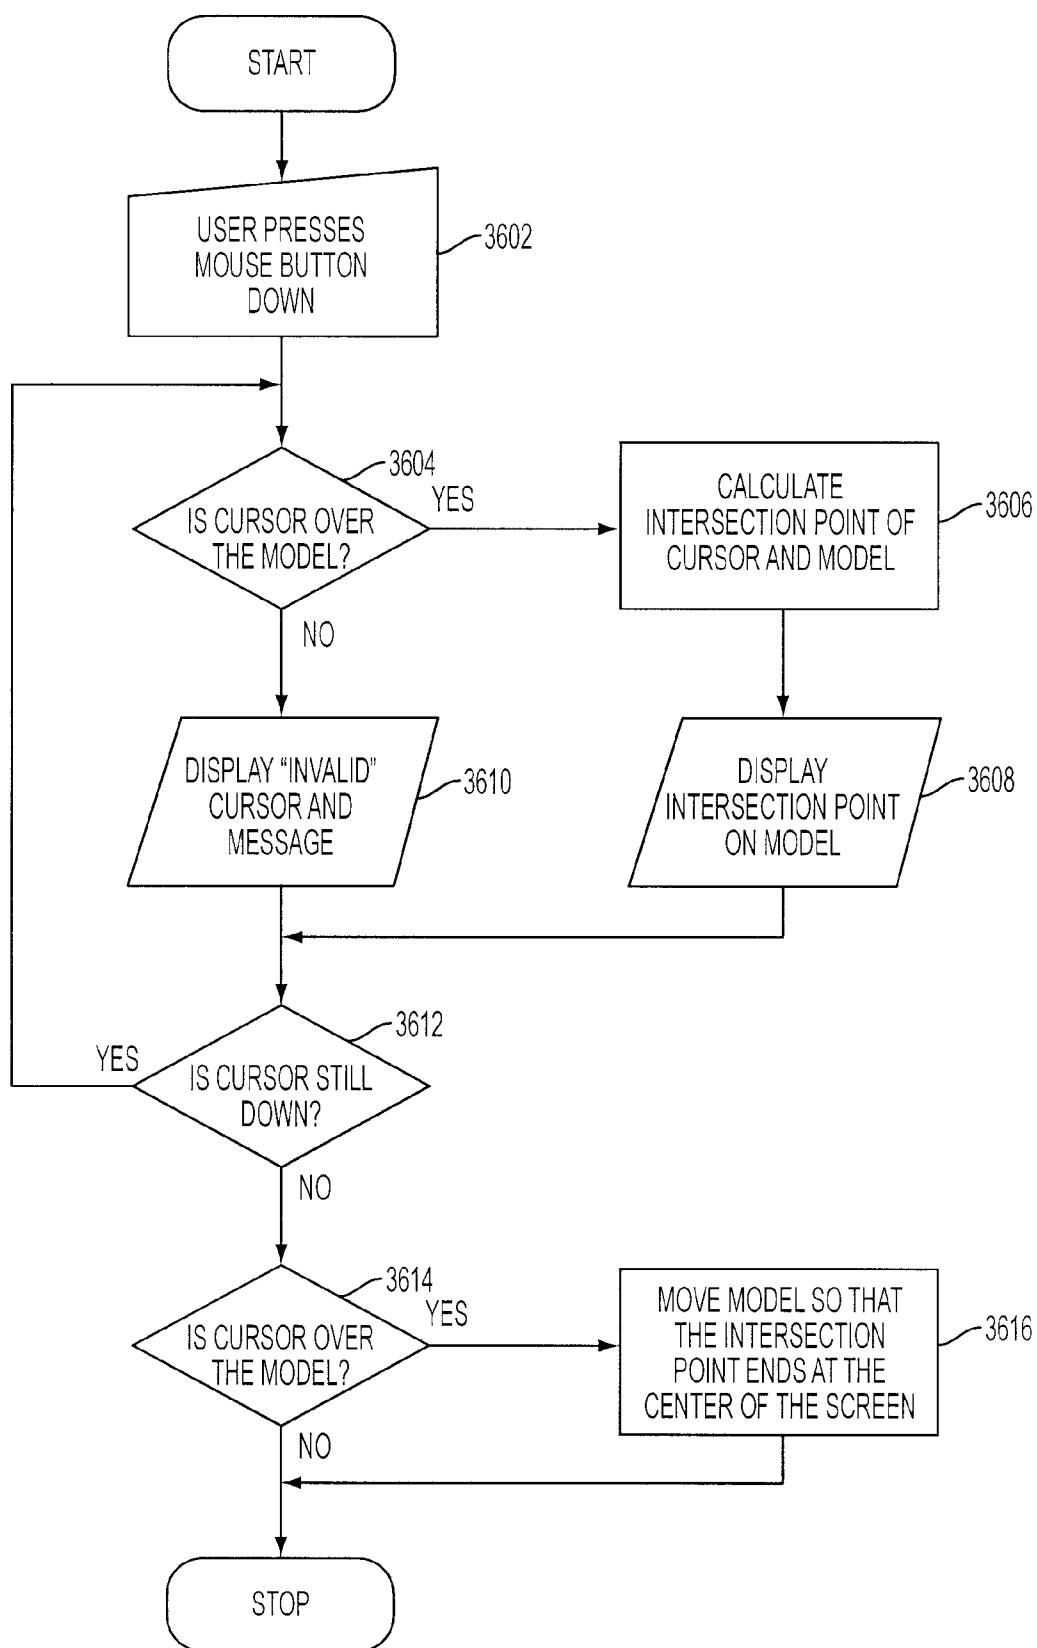 START
USER PRESSES
MOUSE BUTTON
DOWN
3602
3604
IS CURSOR OVER
THE MODEL?
YES
NO
CALCULATE
INTERSECTION POINT OF
CURSOR AND MODEL
3606
DISPLAY "INVALID"
CURSOR AND
MESSAGE
3610
DISPLAY
INTERSECTION POINT
ON MODEL
3608
3612
YES
IS CURSOR STILL
DOWN?
NO
3614
IS CURSOR OVER
THE MODEL?
YES
NO
MOVE MODEL SO THAT
THE INTERSECTION
POINT ENDS AT THE
CENTER OF THE SCREEN
3616
STOP